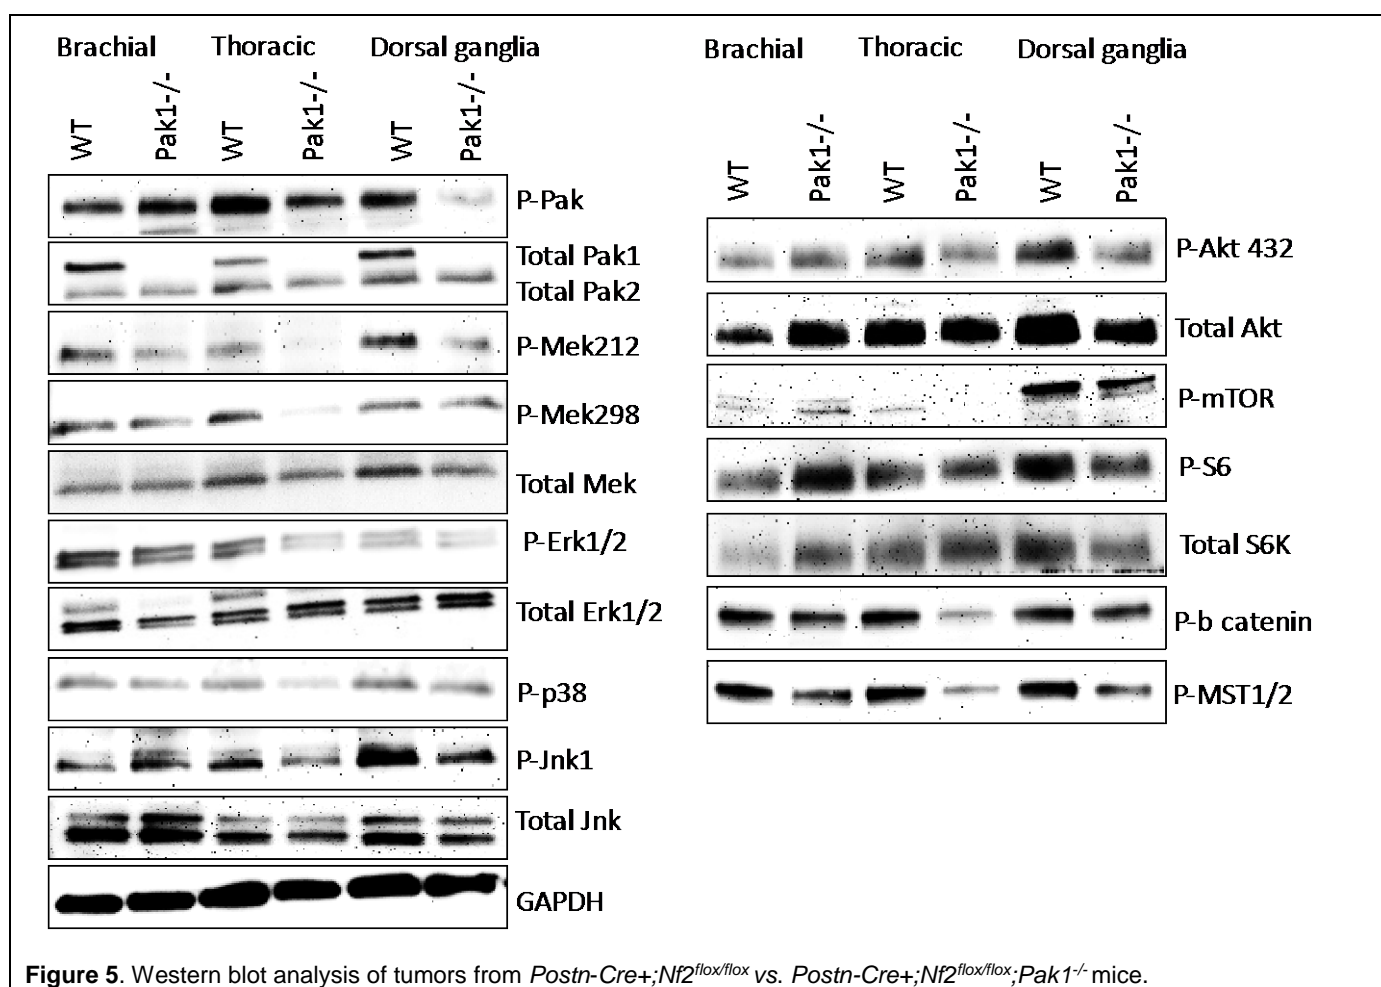 Brachial Thoracic Dorsal ganglia
WT Pak1-/- WT Pak1-/- WT Pak1-/-
P-Pak
Total Pak1
Total Pak2
P-Mek212
P-Mek298
Total Mek
P-Erk1/2
Total Erk1/2
P-p38
P-Jnk1
Total Jnk
GAPDH
Brachial Thoracic Dorsal ganglia
WT Pak1-/- WT Pak1-/- WT Pak1-/-
P-Akt 432
Total Akt
P-mTOR
P-S6
Total S6K
P-b catenin
P-MST1/2
Figure 5. Western blot analysis of tumors from Postn-Cre+;Nf2flox/flox vs. Postn-Cre+;Nf2flox/flox;Pak1-/- mice.